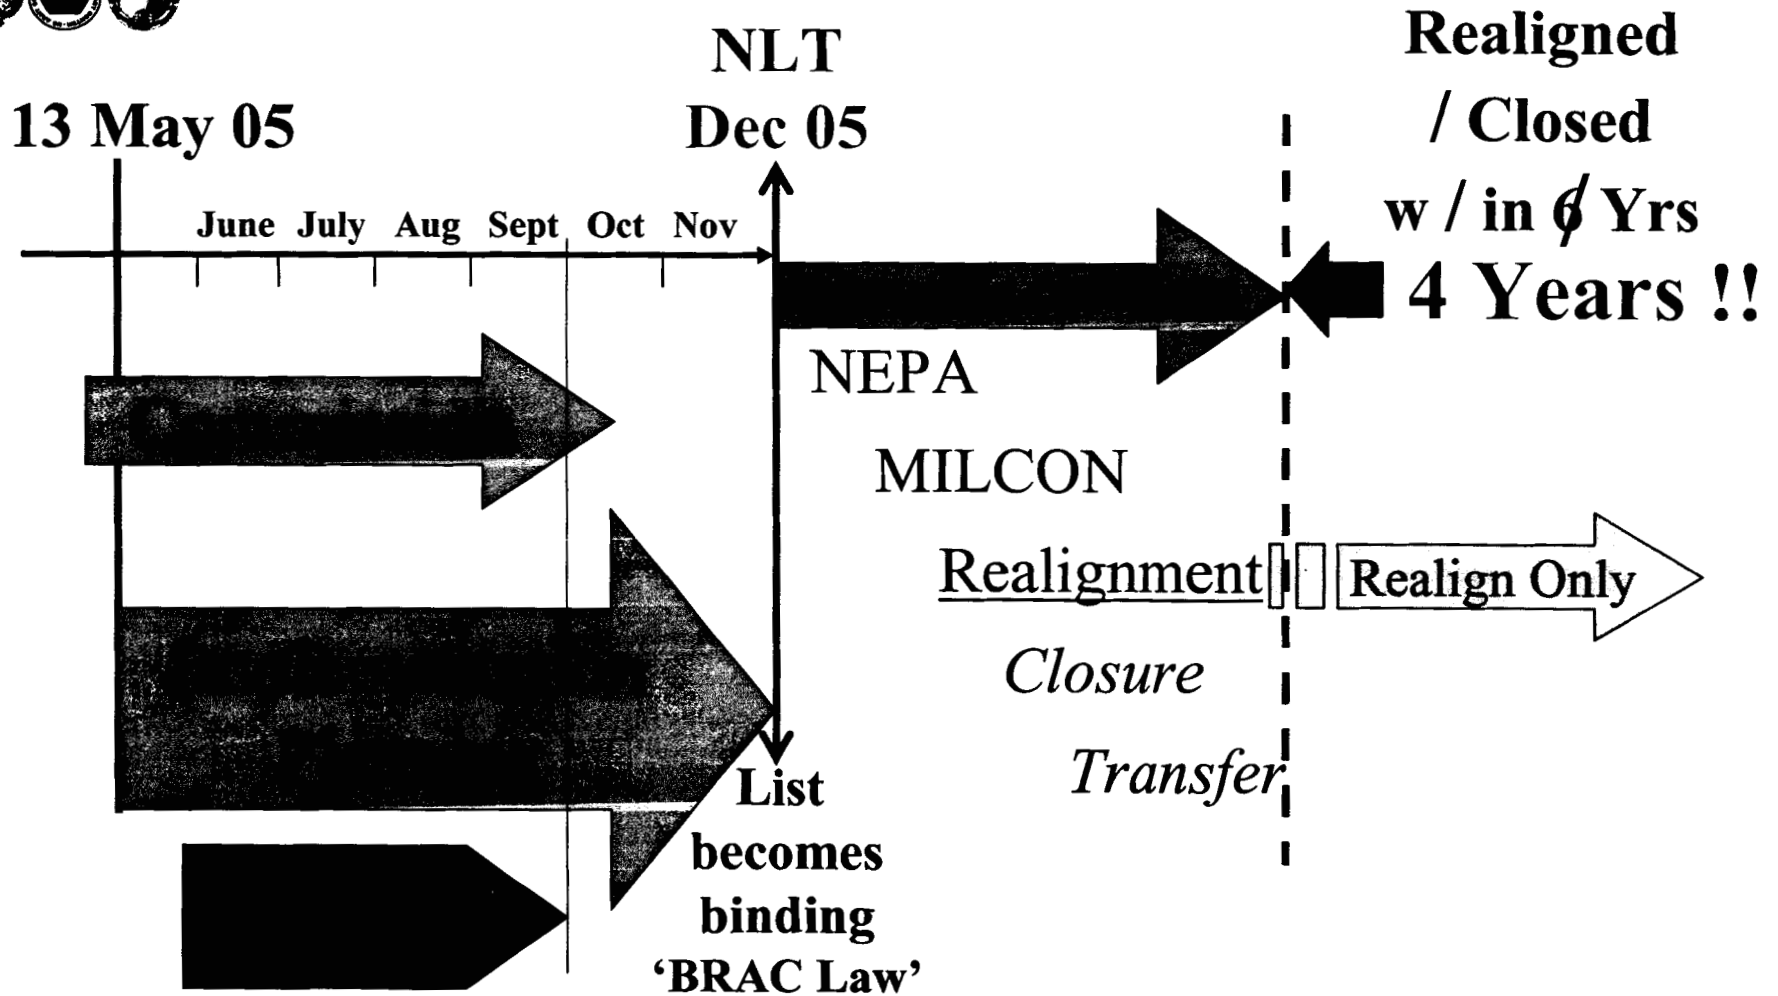 13 May 05
NLT
Dec 05
Realigned
/ Closed
w / in 6 Yrs
4 Years !!
June July Aug Sept Oct Nov
NEPA
MILCON
Realignment
Realign Only
Closure
Transfer
List
becomes
binding
‘BRAC Law’